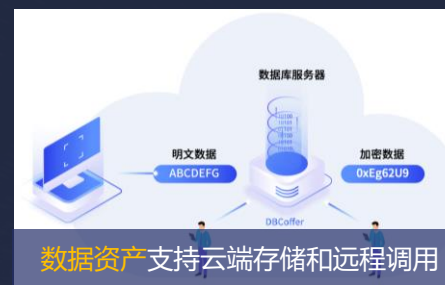 数据库服务器
明文数据
ABCDEFG
加密数据
0xEg62U9
DBCoffer
数据资产支持云端存储和远程调用